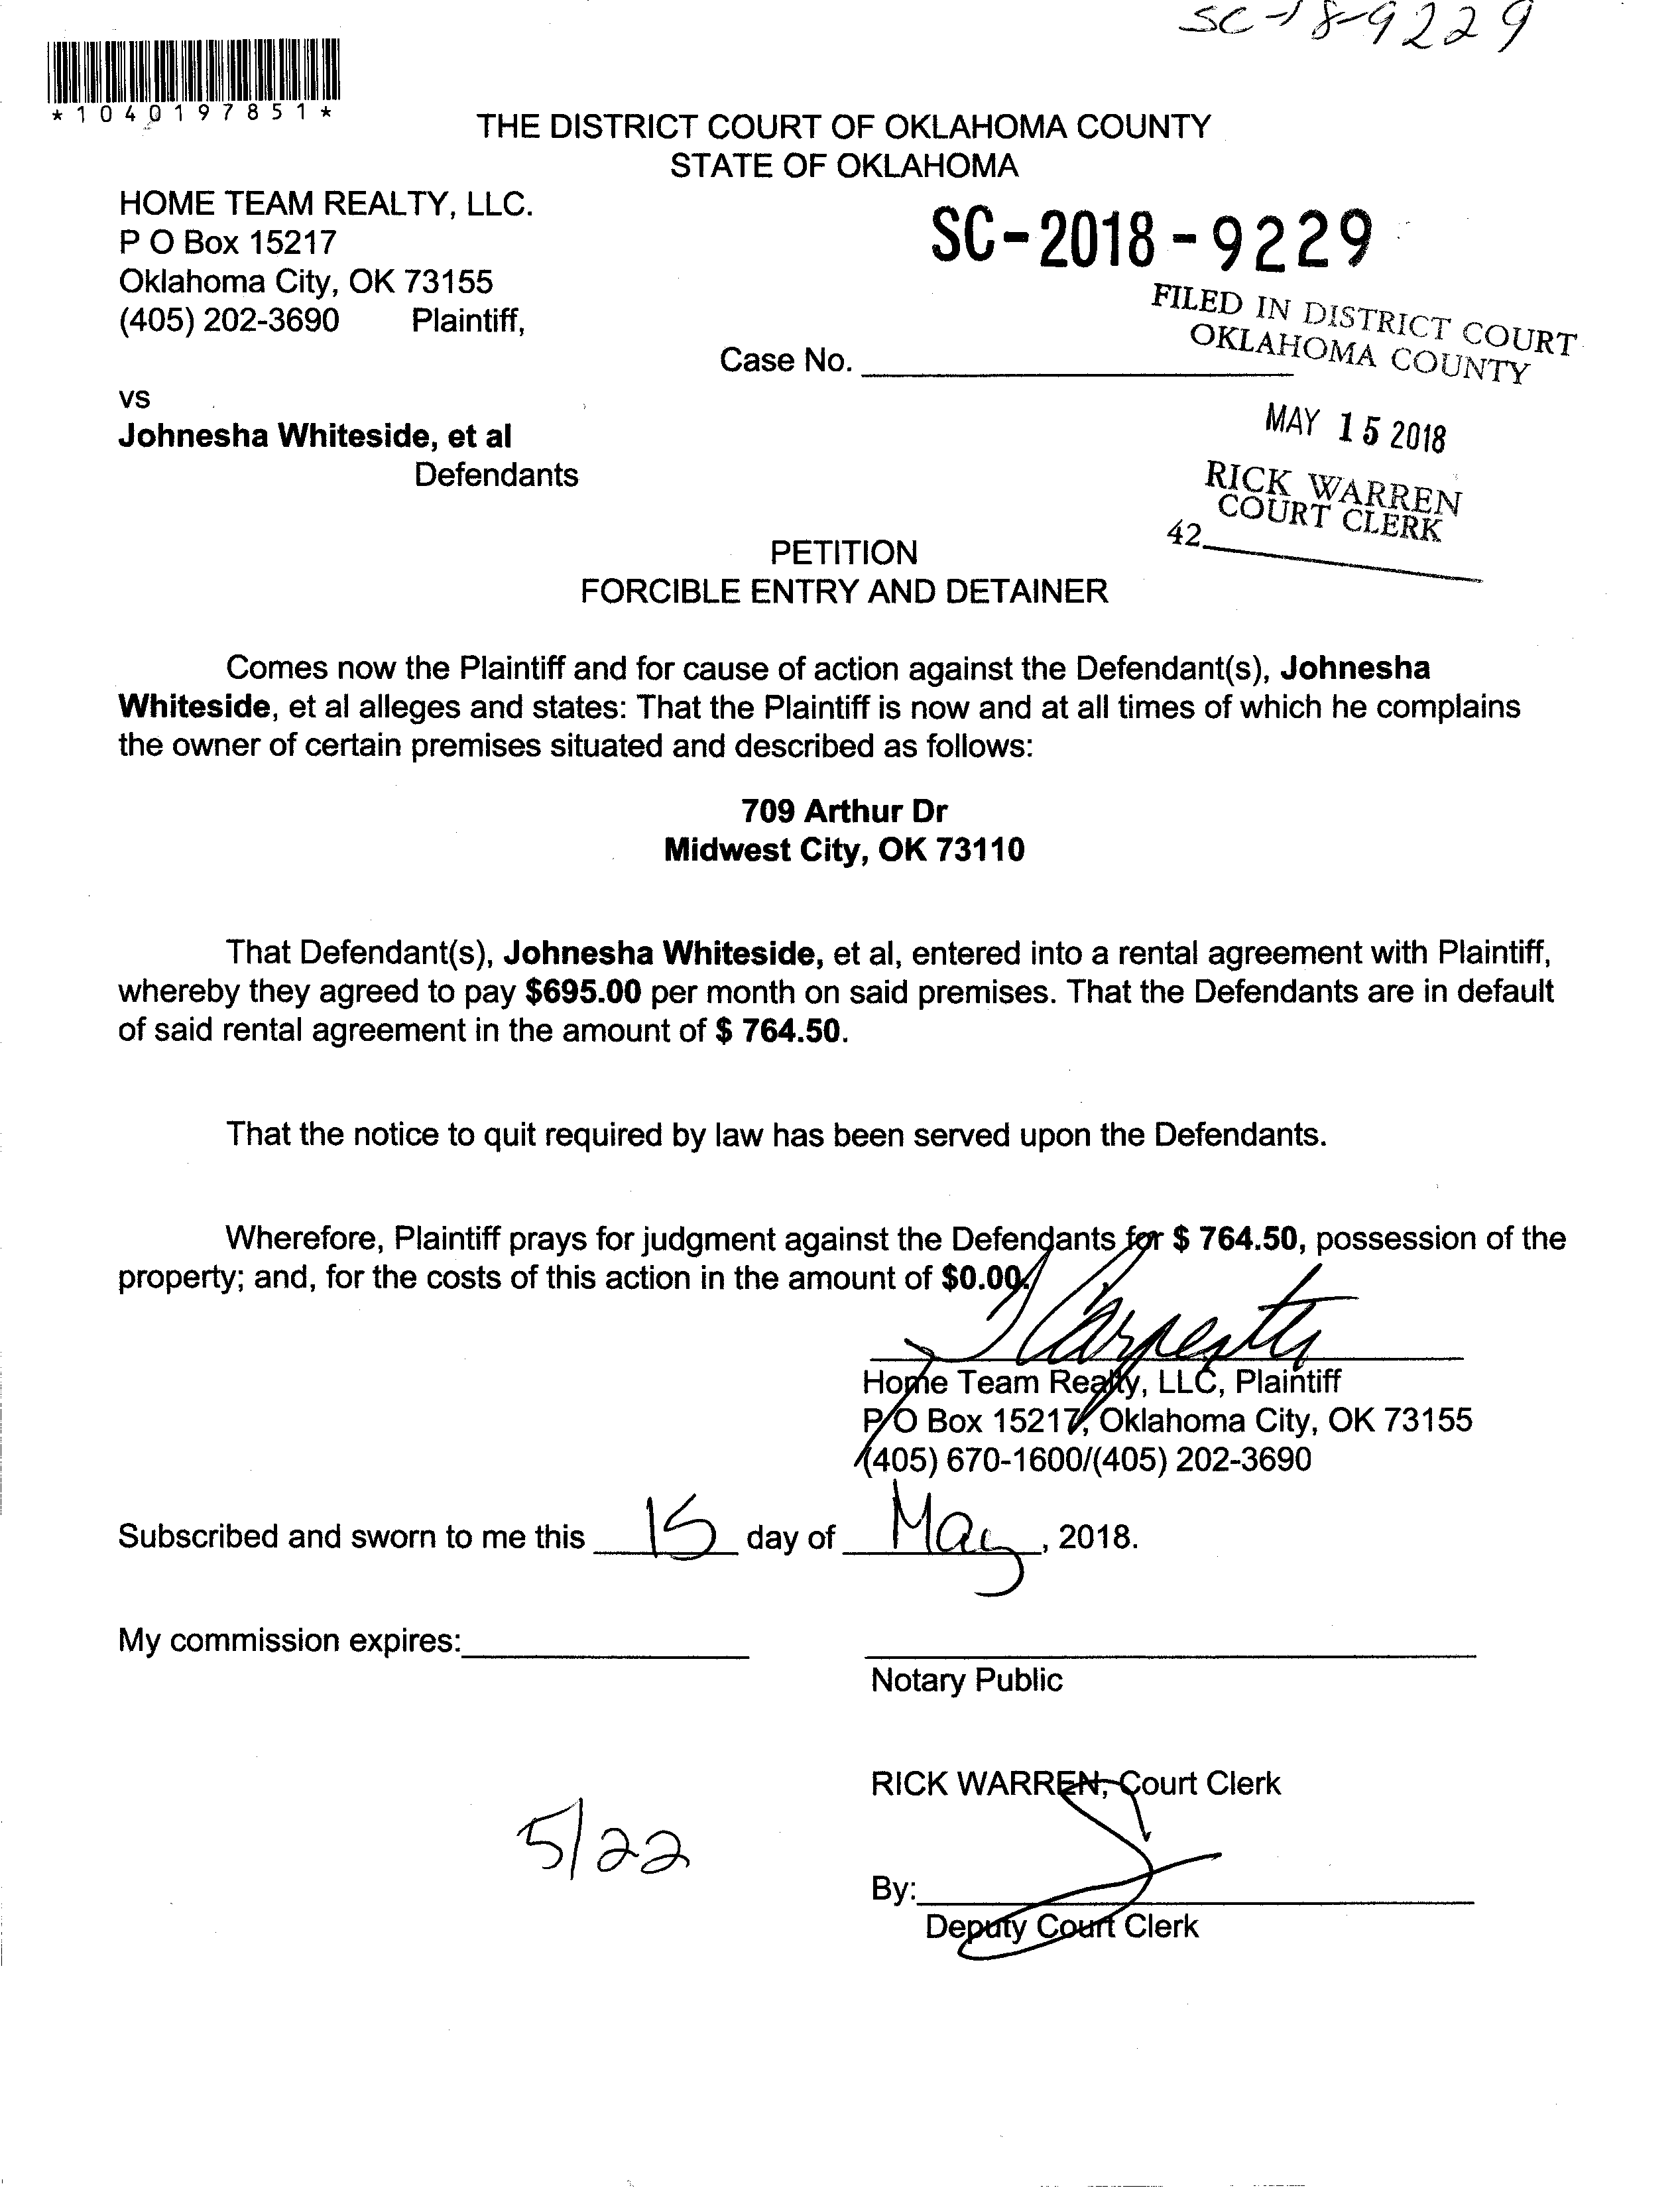 SC-18-9229
*1040197851*
THE DISTRICT COURT OF OKLAHOMA COUNTY
STATE OF OKLAHOMA
HOME TEAM REALTY, LLC.
P O Box 15217
Oklahoma City, OK 73155
(405) 202-3690 Plaintiff,
SC-2018-9229
FILED IN DISTRICT COURT
OKLAHOMA COUNTY
Case No.
vs
Johnesha Whiteside, et al
Defendants
MAY 15 2018
RICK WARREN
COURT CLERK
42
PETITION
FORCIBLE ENTRY AND DETAINER
Comes now the Plaintiff and for cause of action against the Defendant(s), Johnesha
Whiteside, et al alleges and states: That the Plaintiff is now and at all times of which he complains
the owner of certain premises situated and described as follows:
709 Arthur Dr
Midwest City, OK 73110
That Defendant(s), Johnesha Whiteside, et al, entered into a rental agreement with Plaintiff,
whereby they agreed to pay $695.00 per month on said premises. That the Defendants are in default
of said rental agreement in the amount of $ 764.50.
That the notice to quit required by law has been served upon the Defendants.
Wherefore, Plaintiff prays for judgment against the Defendants for $ 764.50, possession of the
property; and, for the costs of this action in the amount of $0.00.
Carpenter
Home Team Realty, LLC, Plaintiff
P O Box 15217, Oklahoma City, OK 73155
(405) 670-1600/(405) 202-3690
Subscribed and sworn to me this 15 day of May, 2018.
My commission expires:
Notary Public
RICK WARREN, Court Clerk
5/22
By:
Deputy Court Clerk